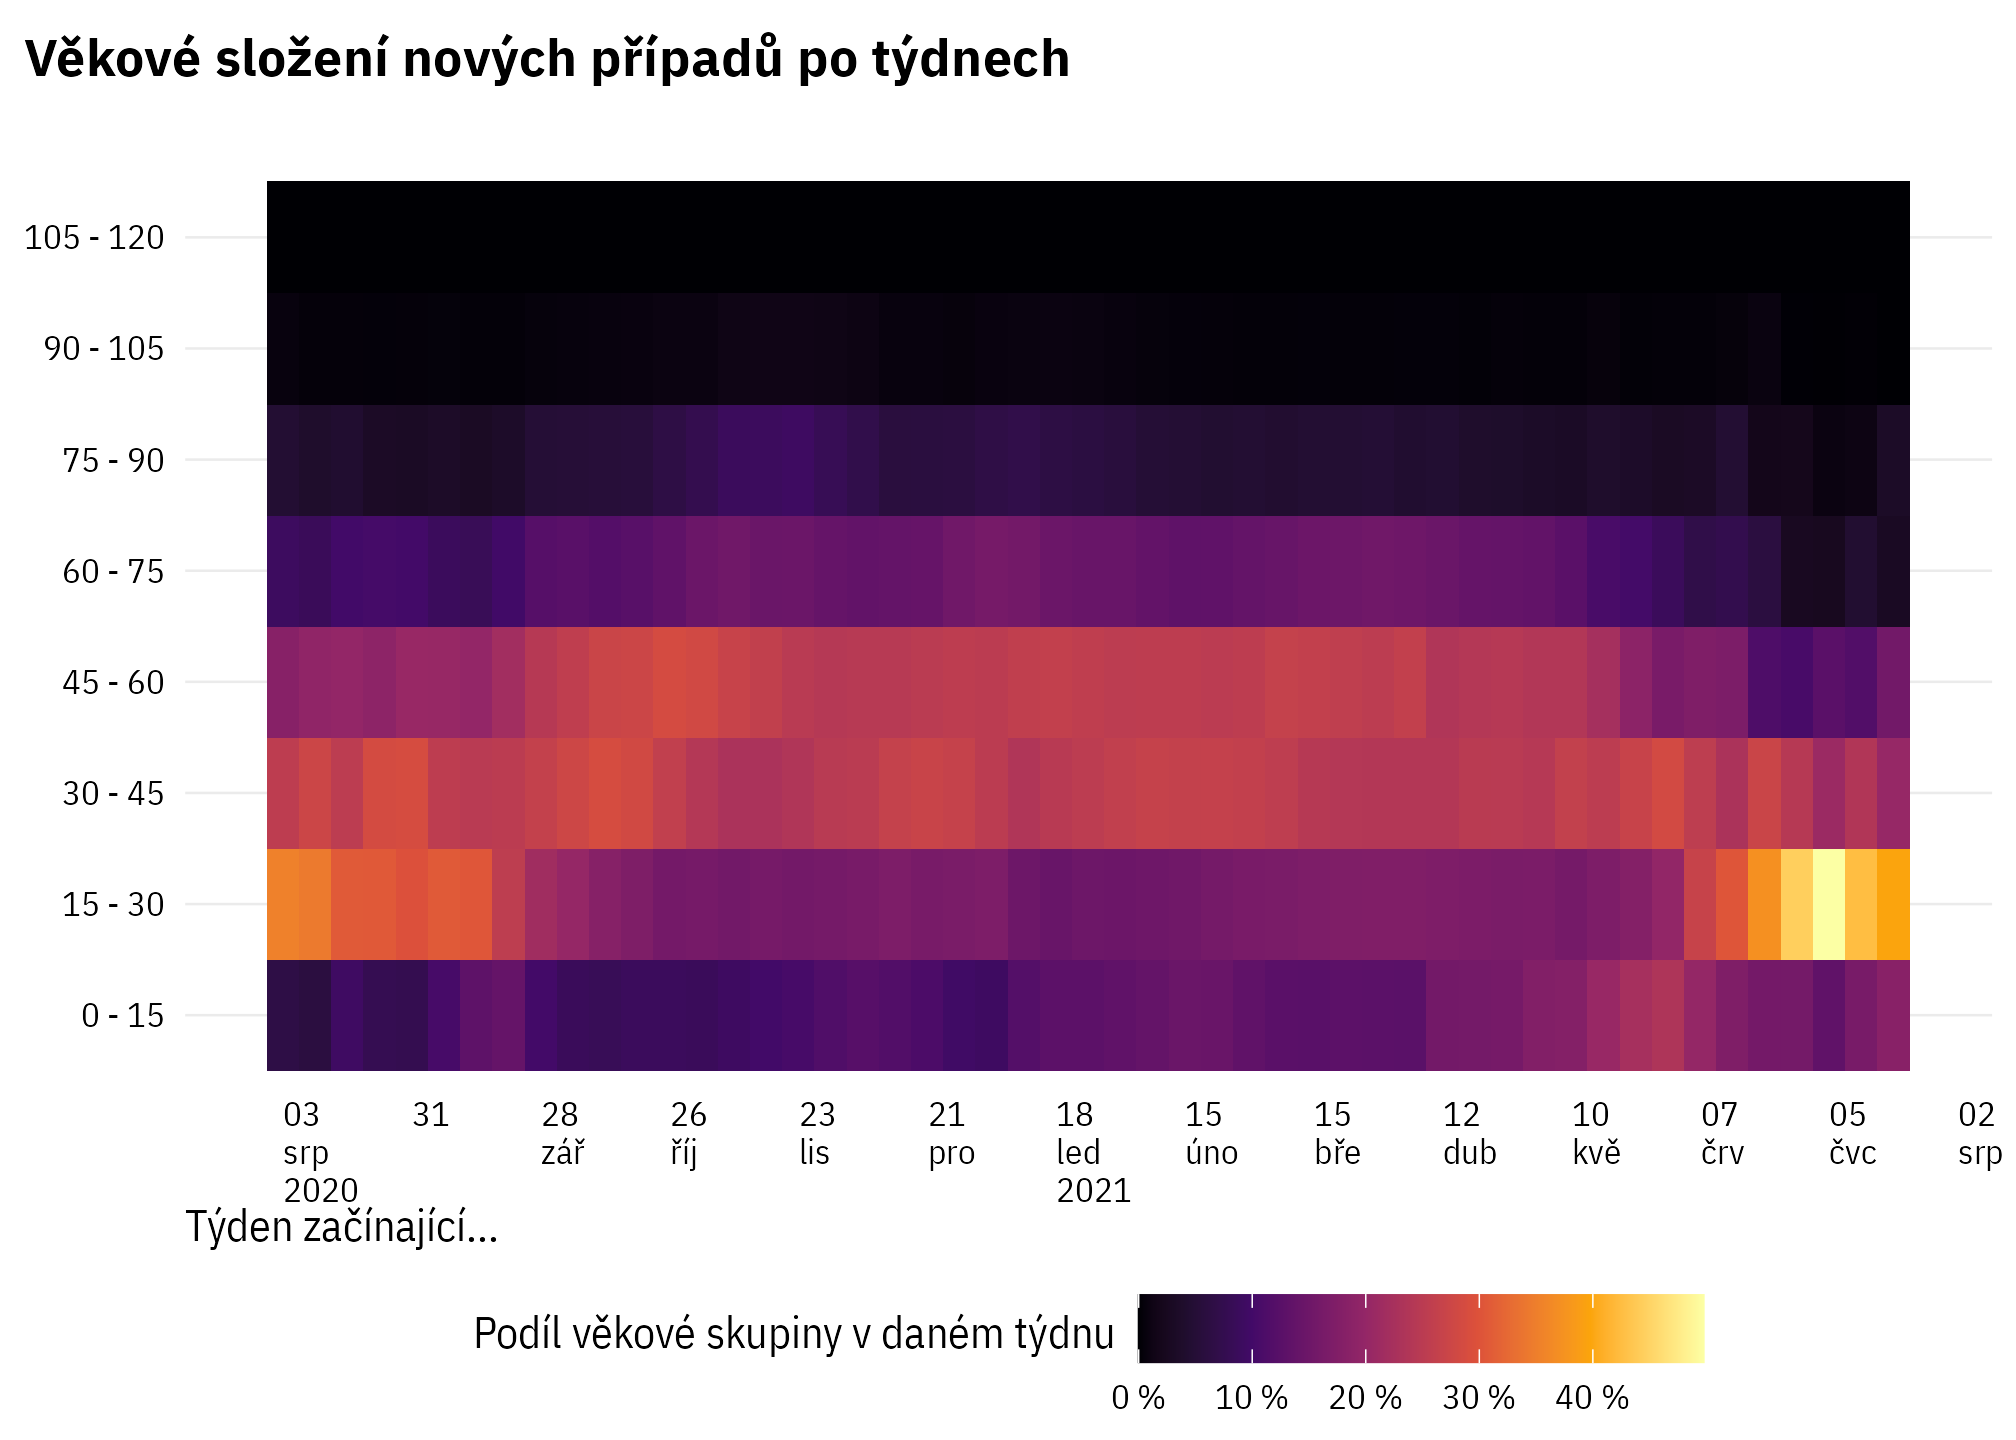 Věkové složení nových případů po týdnech
105 - 120
90 - 105
75 - 90
60 - 75
45 - 60
30 - 45
15 - 30
0 - 15
03 31 28 26 23 21 18 15 15 12 10 07 05 02
srp zář říj lis pro led úno bře dub kvě črv čvc srp
2020 2021
Týden začínající...
Podíl věkové skupiny v daném týdnu
0 % 10 % 20 % 30 % 40 %